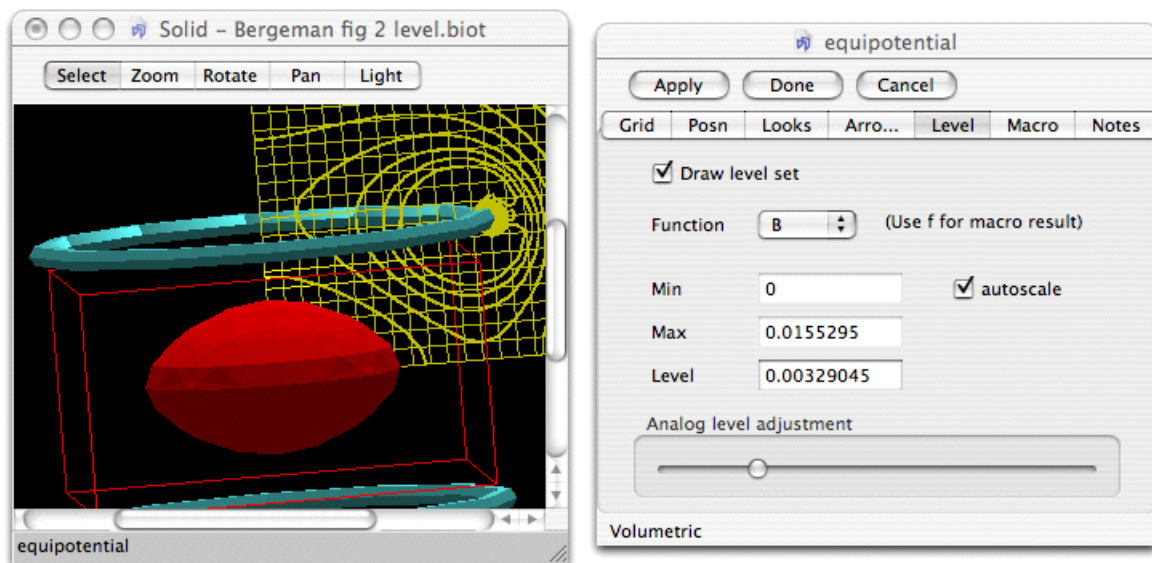 Solid – Bergeman fig 2 level.biot
Select Zoom Rotate Pan Light
equipotential
equipotential
Apply Done Cancel
Grid Posn Looks Arro... Level Macro Notes
Draw level set
Function B (Use f for macro result)
Min 0 autoscale
Max 0.0155295
Level 0.00329045
Analog level adjustment
Volumetric